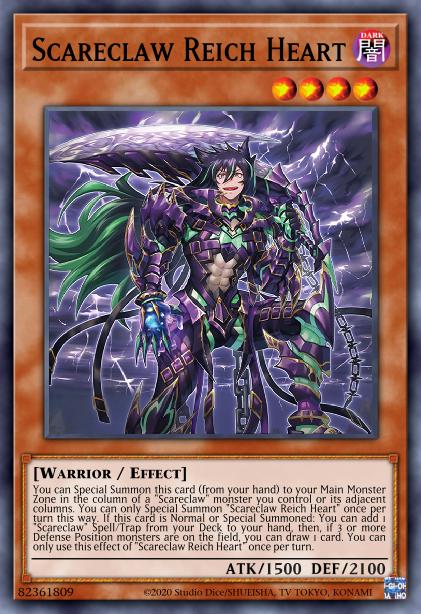 Scareclaw Reich Heart
DARK
闇
[Warrior / Effect]
You can Special Summon this card (from your hand) to your Main Monster
Zone in the column of a "Scareclaw" monster you control or its adjacent
columns. You can only Special Summon "Scareclaw Reich Heart" once per
turn this way. If this card is Normal or Special Summoned: You can add 1
"Scareclaw" Spell/Trap from your Deck to your hand, then, if 3 or more
Defense Position monsters are on the field, you can draw 1 card. You can
only use this effect of "Scareclaw Reich Heart" once per turn.
ATK/1500 DEF/2100
82361809
©2020 Studio Dice/SHUEISHA, TV TOKYO, KONAMI